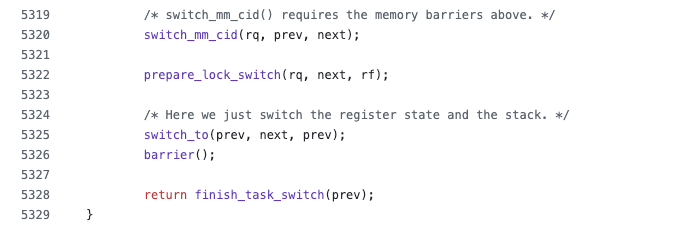 5319 /* switch_mm_cid() requires the memory barriers above. */
5320 switch_mm_cid(rq, prev, next);
5321
5322 prepare_lock_switch(rq, next, rf);
5323
5324 /* Here we just switch the register state and the stack. */
5325 switch_to(prev, next, prev);
5326 barrier();
5327
5328 return finish_task_switch(prev);
5329 }